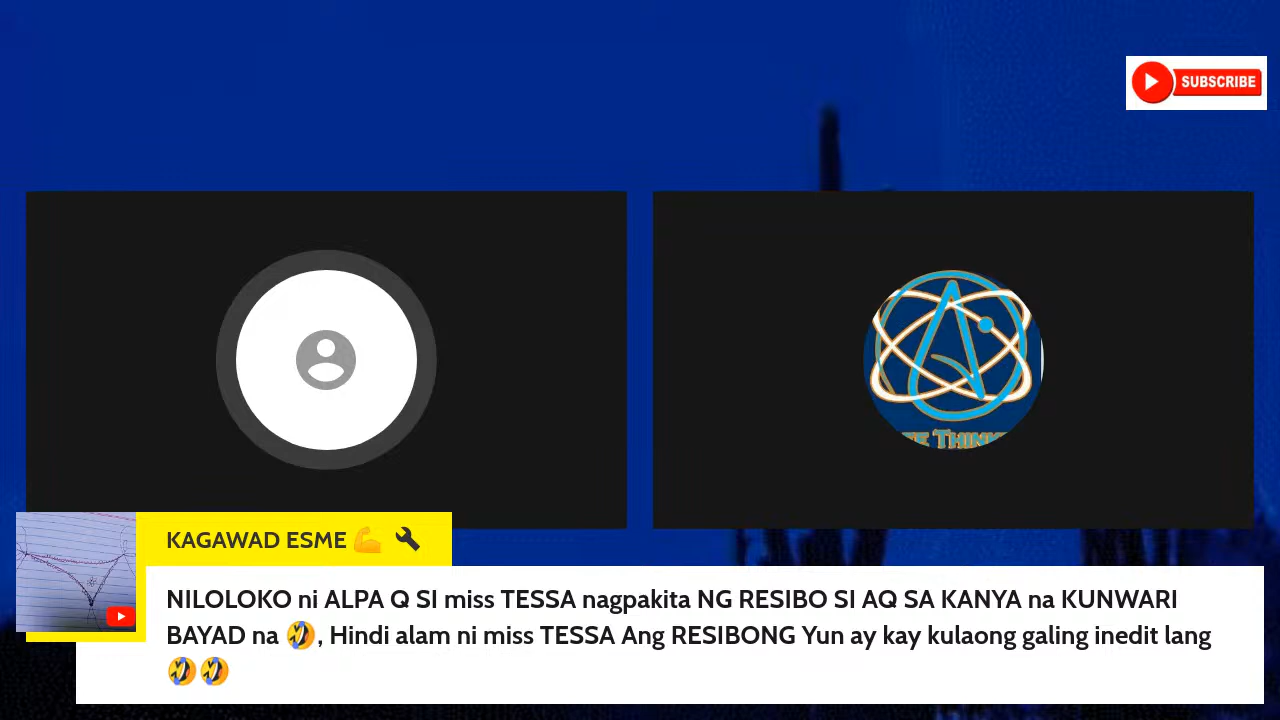 SUBSCRIBE
THINK
KAGAWAD ESME 💪 🔧
NILOLOKO ni ALPA Q SI miss TESSA nagpakita NG RESIBO SI AQ SA KANYA na KUNWARI
BAYAD na 🤣, Hindi alam ni miss TESSA Ang RESIBONG Yun ay kay kulaong galing inedit lang
🤣🤣